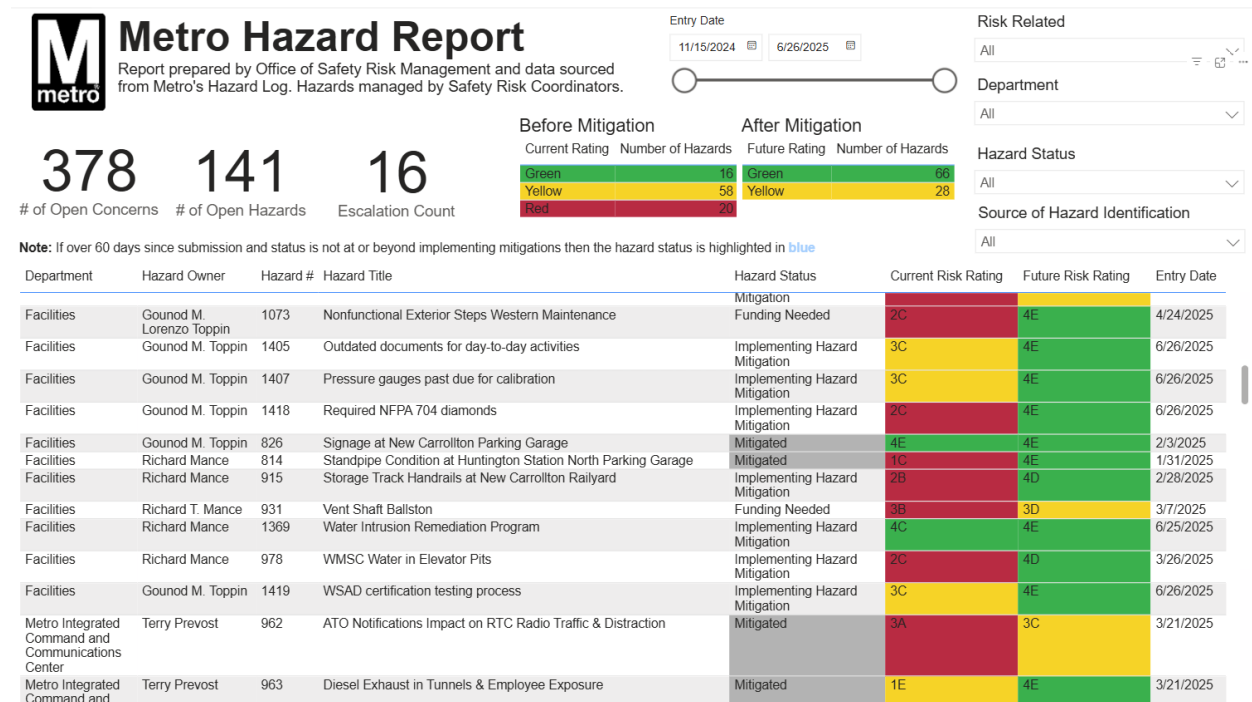 M
metro
Metro Hazard Report
Report prepared by Office of Safety Risk Management and data sourced
from Metro's Hazard Log. Hazards managed by Safety Risk Coordinators.
Entry Date
11/15/2024 6/26/2025
Risk Related
All
Department
All
Hazard Status
All
Source of Hazard Identification
All
378
# of Open Concerns
141
# of Open Hazards
16
Escalation Count
Before Mitigation
Current Rating Number of Hazards
Green 16
Yellow 58
Red 20
After Mitigation
Future Rating Number of Hazards
Green 66
Yellow 28
Note: If over 60 days since submission and status is not at or beyond implementing mitigations then the hazard status is highlighted in blue
Department Hazard Owner Hazard # Hazard Title Hazard Status Current Risk Rating Future Risk Rating Entry Date
Mitigation
Facilities Gounod M. 1073 Nonfunctional Exterior Steps Western Maintenance Funding Needed 2C 4E 4/24/2025
Lorenzo Toppin
Facilities Gounod M. Toppin 1405 Outdated documents for day-to-day activities Implementing Hazard 3C 4E 6/26/2025
Mitigation
Facilities Gounod M. Toppin 1407 Pressure gauges past due for calibration Implementing Hazard 3C 4E 6/26/2025
Mitigation
Facilities Gounod M. Toppin 1418 Required NFPA 704 diamonds Implementing Hazard 2C 4E 6/26/2025
Mitigation
Facilities Gounod M. Toppin 826 Signage at New Carrollton Parking Garage Mitigated 4E 4E 2/3/2025
Facilities Richard Mance 814 Standpipe Condition at Huntington Station North Parking Garage Mitigated 1C 4E 1/31/2025
Facilities Richard Mance 915 Storage Track Handrails at New Carrollton Railyard Implementing Hazard 2B 4D 2/28/2025
Mitigation
Facilities Richard T. Mance 931 Vent Shaft Ballston Funding Needed 3B 3D 3/7/2025
Facilities Richard Mance 1369 Water Intrusion Remediation Program Implementing Hazard 4C 4E 6/25/2025
Mitigation
Facilities Richard Mance 978 WMSC Water in Elevator Pits Implementing Hazard 2C 4D 3/26/2025
Mitigation
Facilities Gounod M. Toppin 1419 WSAD certification testing process Implementing Hazard 3C 4E 6/26/2025
Mitigation
Metro Integrated Terry Prevost 962 ATO Notifications Impact on RTC Radio Traffic & Distraction Mitigated 3A 3C 3/21/2025
Command and
Communications
Center
Metro Integrated Terry Prevost 963 Diesel Exhaust in Tunnels & Employee Exposure Mitigated 1E 4E 3/21/2025
Command and